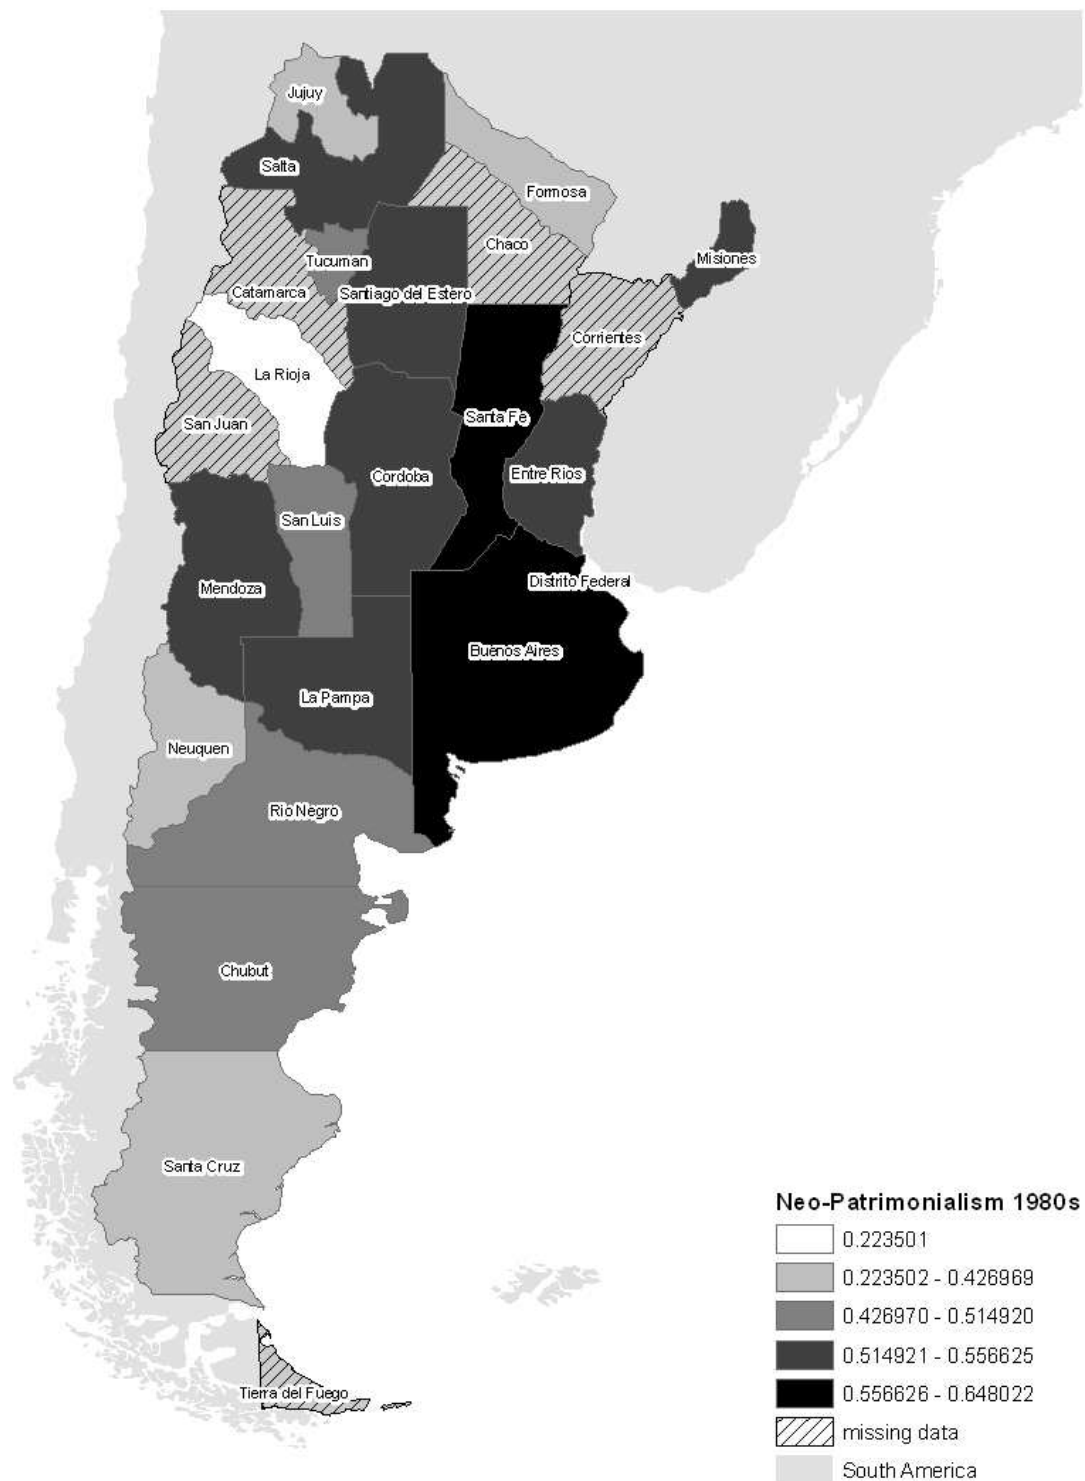 Jujuy
Salta
Formosa
Chaco
Tucuman
Misiones
Catamarca
Santiago del Estero
Corrientes
La Rioja
San Juan
Santa Fe
Cordoba
Entre Rios
San Luis
Mendoza
Distrito Federal
Buenos Aires
La Pampa
Neuquen
Rio Negro
Chubut
Santa Cruz
Tierra del Fuego
Neo-Patrimonialism 1980s
0.223501
0.223502 - 0.426969
0.426970 - 0.514920
0.514921 - 0.556625
0.556626 - 0.648022
missing data
South America